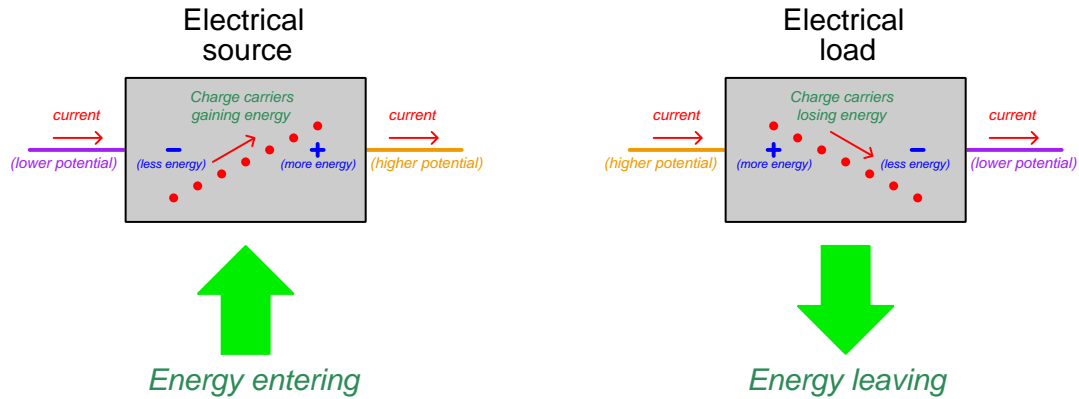 Electrical
source
Charge carriers
gaining energy
current
current
(lower potential)
−
(less energy)
+
(more energy)
(higher potential)
Energy entering
Electrical
load
Charge carriers
losing energy
current
current
(higher potential)
+
(more energy)
−
(less energy)
(lower potential)
Energy leaving